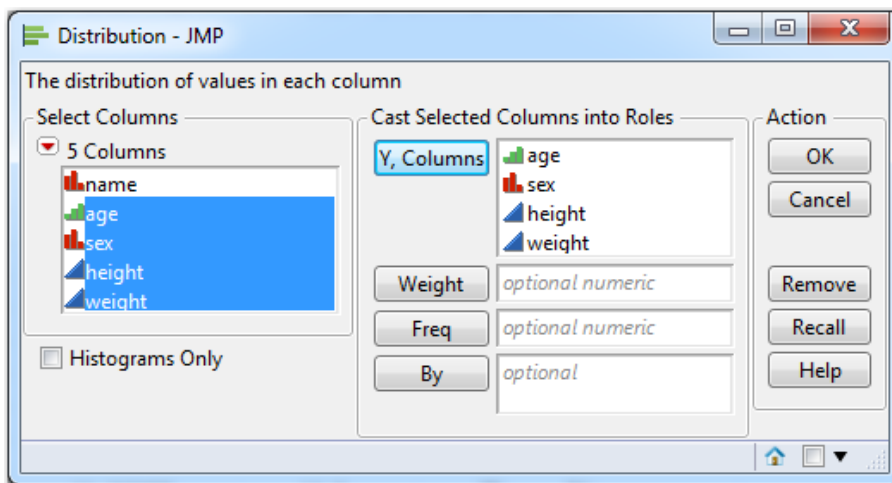 Distribution - JMP
The distribution of values in each column
Select Columns
5 Columns
name
age
sex
height
weight
Histograms Only
Cast Selected Columns into Roles
Y, Columns
age
sex
height
weight
Weight
optional numeric
Freq
optional numeric
By
optional
Action
OK
Cancel
Remove
Recall
Help